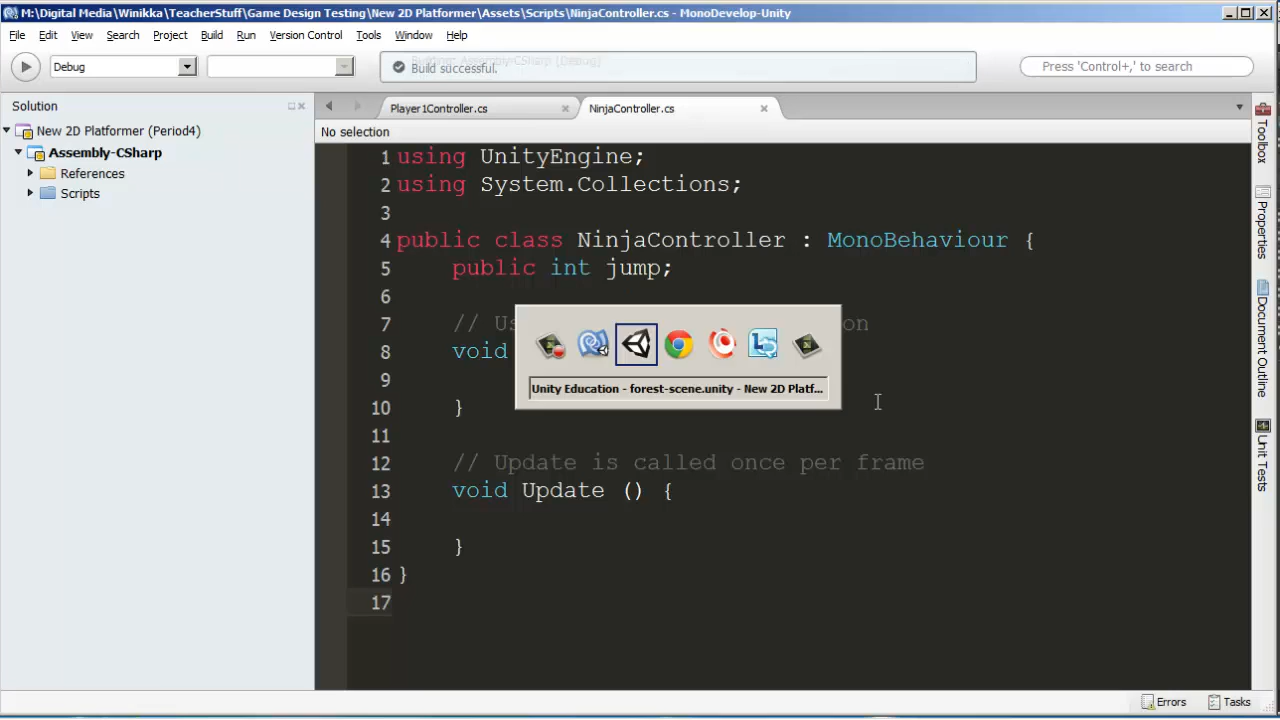 M:\Digital Media\Winikka\TeacherStuff\Game Design Testing\New 2D Platformer\Assets\Scripts\NinjaController.cs - MonoDevelop-Unity
File Edit View Search Project Build Run Version Control Tools Window Help
Debug
Build successful.
Press 'Control+,' to search
Solution
Player1Controller.cs
NinjaController.cs
No selection
New 2D Platformer (Period4)
Assembly-CSharp
References
Scripts
1 using UnityEngine;
2 using System.Collections;
3
4 public class NinjaController : MonoBehaviour {
5 public int jump;
6
7 // Us on
8 void
9
10 }
11
12 // Update is called once per frame
13 void Update () {
14
15 }
16 }
17
Unity Education - forest-scene.unity - New 2D Platf...
Toolbox
Properties
Document Outline
Unit Tests
Errors
Tasks